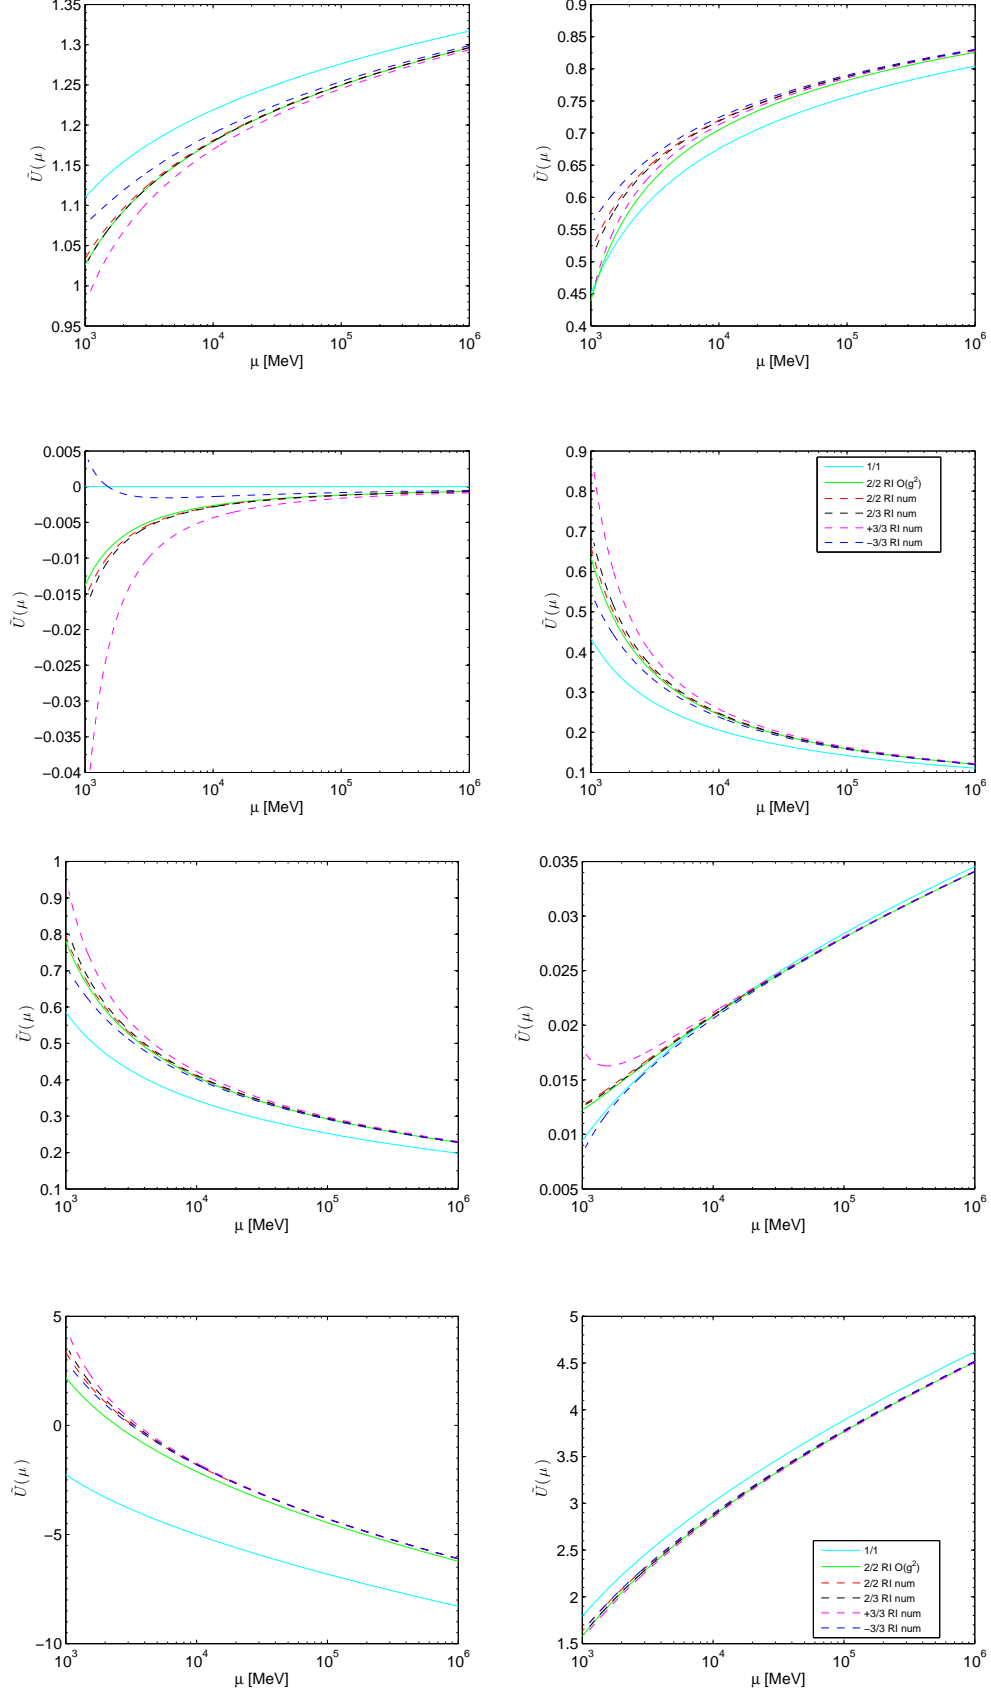 1.35
1.3
1.25
1.2
1.15
1.1
1.05
1
0.95
Ũ(μ)
10³ 10⁴ 10⁵ 10⁶
μ [MeV]
0.9
0.85
0.8
0.75
0.7
0.65
0.6
0.55
0.5
0.45
0.4
Ũ(μ)
10³ 10⁴ 10⁵ 10⁶
μ [MeV]
0.005
0
−0.005
−0.01
−0.015
−0.02
−0.025
−0.03
−0.035
−0.04
Ũ(μ)
10³ 10⁴ 10⁵ 10⁶
μ [MeV]
0.9
0.8
0.7
0.6
0.5
0.4
0.3
0.2
0.1
Ũ(μ)
1/1
2/2 RI O(g²)
2/2 RI num
2/3 RI num
+3/3 RI num
−3/3 RI num
10³ 10⁴ 10⁵ 10⁶
μ [MeV]
1
0.9
0.8
0.7
0.6
0.5
0.4
0.3
0.2
0.1
Ũ(μ)
10³ 10⁴ 10⁵ 10⁶
μ [MeV]
0.035
0.03
0.025
0.02
0.015
0.01
0.005
Ũ(μ)
10³ 10⁴ 10⁵ 10⁶
μ [MeV]
5
0
−5
−10
Ũ(μ)
10³ 10⁴ 10⁵ 10⁶
μ [MeV]
4.5
4
3.5
3
2.5
2
1.5
Ũ(μ)
1/1
2/2 RI O(g²)
2/2 RI num
2/3 RI num
+3/3 RI num
−3/3 RI num
10³ 10⁴ 10⁵ 10⁶
μ [MeV]